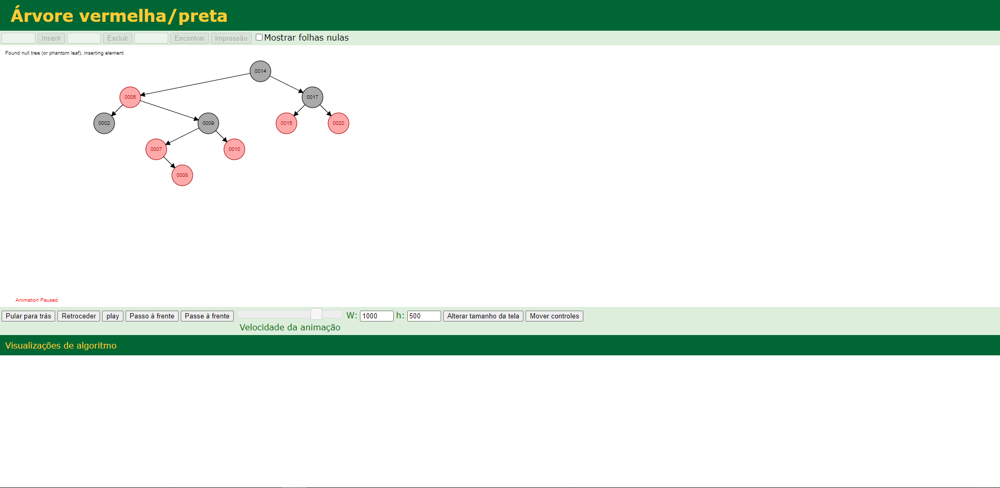 Árvore vermelha/preta
Inserir Excluir Encontrar Impressão Mostrar folhas nulas
Found null tree (or phantom leaf), inserting element
0014
0005 0017
0002 0009 0015 0020
0007 0010
0008
Animation Paused
Pular para trás Retroceder play Passo à frente Passe à frente W: 1000 h: 500 Alterar tamanho da tela Mover controles
Velocidade da animação
Visualizações de algoritmo